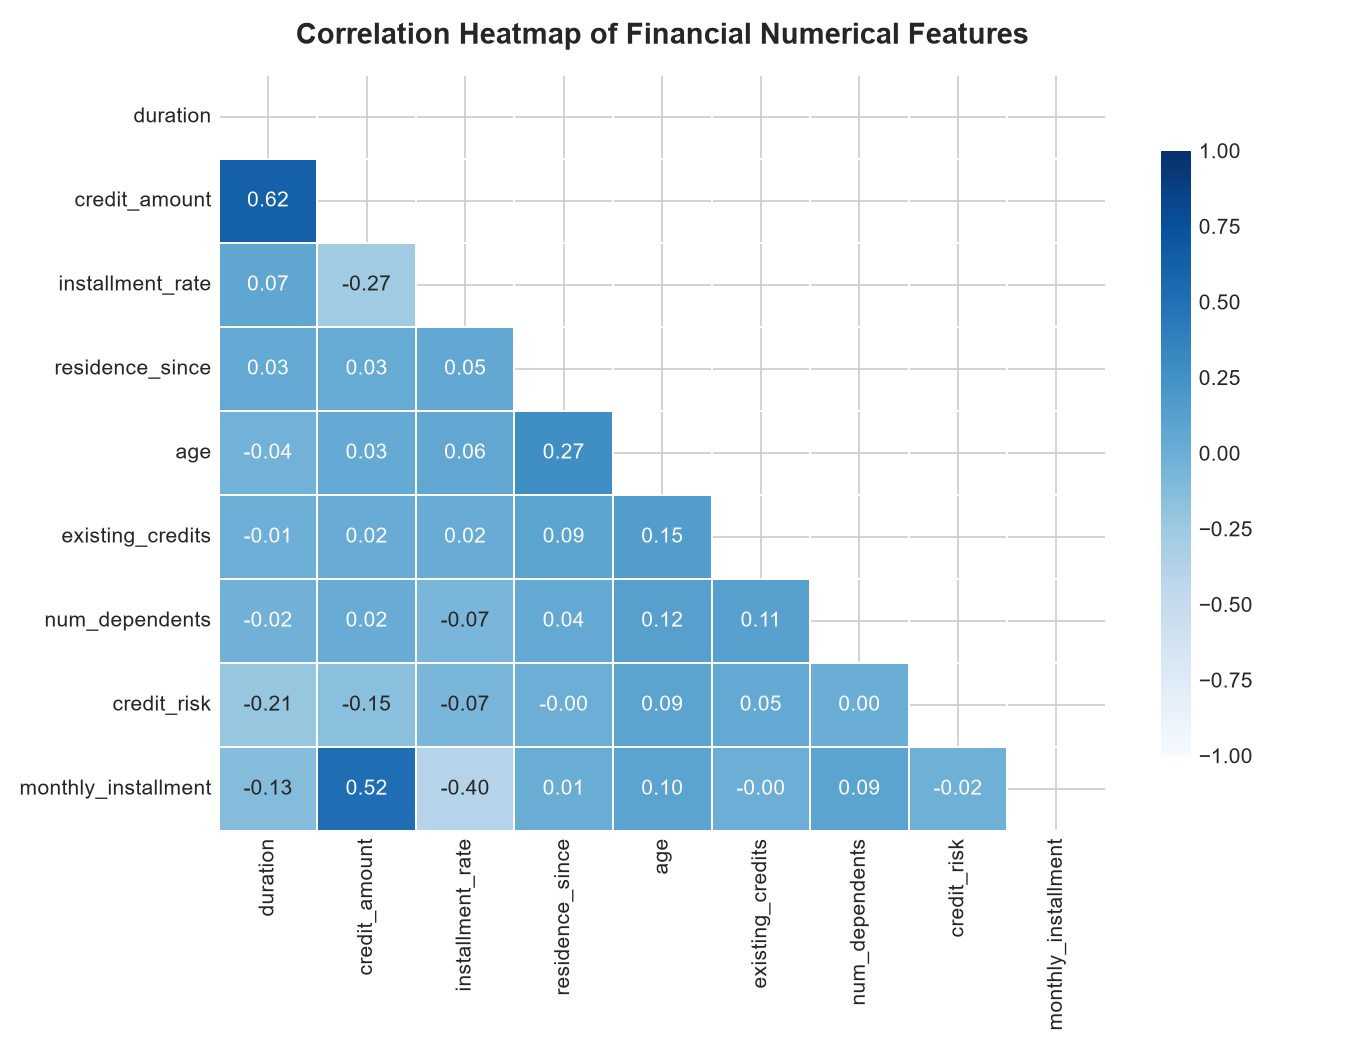 Correlation Heatmap of Financial Numerical Features
duration
credit_amount 0.62
installment_rate 0.07 -0.27
residence_since 0.03 0.03 0.05
age -0.04 0.03 0.06 0.27
existing_credits -0.01 0.02 0.02 0.09 0.15
num_dependents -0.02 0.02 -0.07 0.04 0.12 0.11
credit_risk -0.21 -0.15 -0.07 -0.00 0.09 0.05 0.00
monthly_installment -0.13 0.52 -0.40 0.01 0.10 -0.00 0.09 -0.02
duration
credit_amount
installment_rate
residence_since
age
existing_credits
num_dependents
credit_risk
monthly_installment
1.00
0.75
0.50
0.25
0.00
−0.25
−0.50
−0.75
−1.00